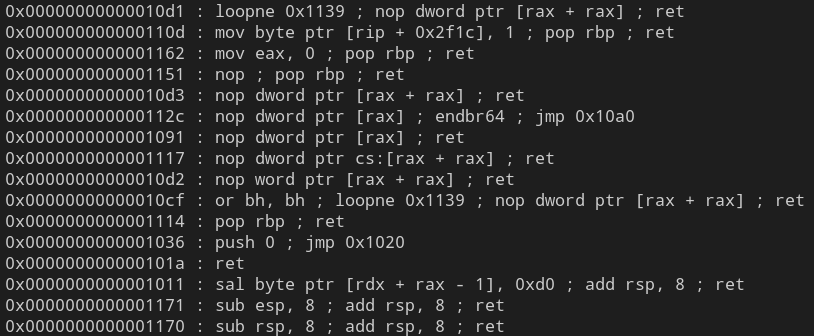 0x00000000000010d1 : loopne 0x1139 ; nop dword ptr [rax + rax] ; ret
0x000000000000110d : mov byte ptr [rip + 0x2f1c], 1 ; pop rbp ; ret
0x0000000000001162 : mov eax, 0 ; pop rbp ; ret
0x0000000000001151 : nop ; pop rbp ; ret
0x00000000000010d3 : nop dword ptr [rax + rax] ; ret
0x000000000000112c : nop dword ptr [rax] ; endbr64 ; jmp 0x10a0
0x0000000000001091 : nop dword ptr [rax] ; ret
0x0000000000001117 : nop dword ptr cs:[rax + rax] ; ret
0x00000000000010d2 : nop word ptr [rax + rax] ; ret
0x00000000000010cf : or bh, bh ; loopne 0x1139 ; nop dword ptr [rax + rax] ; ret
0x0000000000001114 : pop rbp ; ret
0x0000000000001036 : push 0 ; jmp 0x1020
0x000000000000101a : ret
0x0000000000001011 : sal byte ptr [rdx + rax - 1], 0xd0 ; add rsp, 8 ; ret
0x0000000000001171 : sub esp, 8 ; add rsp, 8 ; ret
0x0000000000001170 : sub rsp, 8 ; add rsp, 8 ; ret